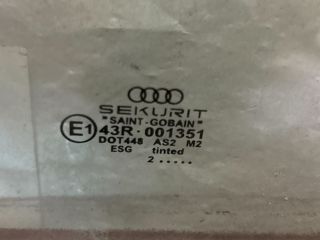 SEKURIT
"SAINT-GOBAIN"
E1 43R-001351
DOT448 AS2 M2
ESG tinted
2 .....